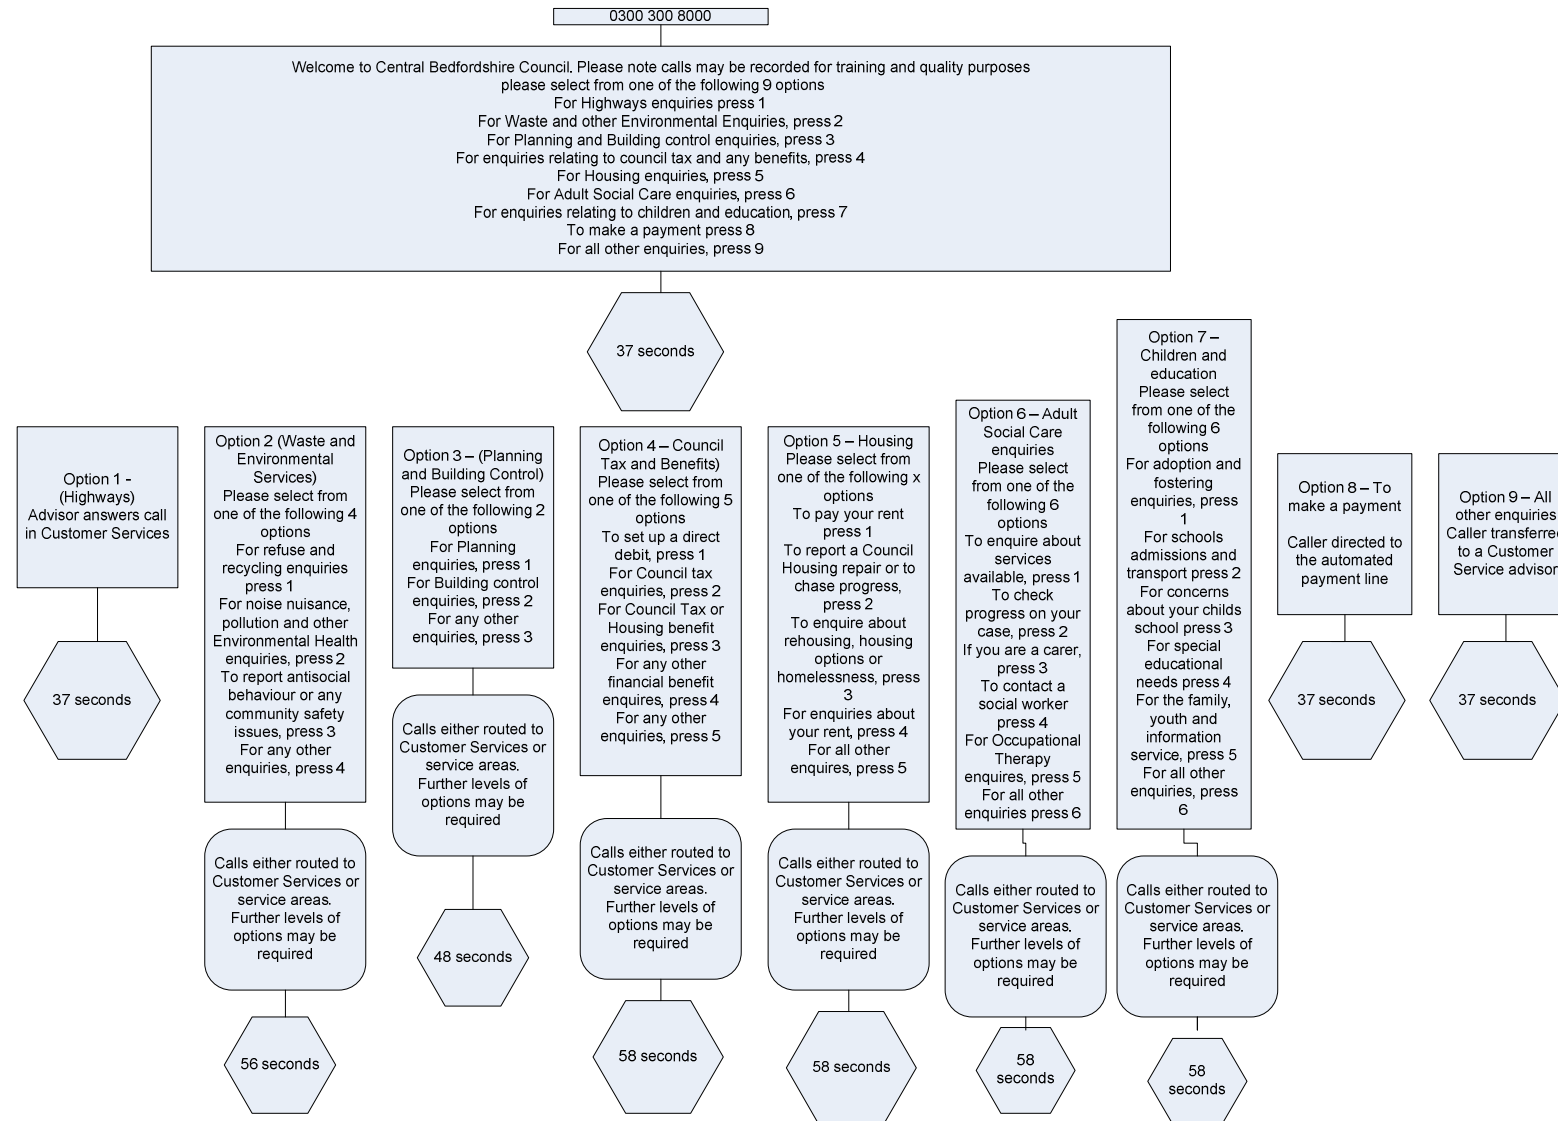 0300 300 8000
Welcome to Central Bedfordshire Council. Please note calls may be recorded for training and quality purposes
please select from one of the following 9 options
For Highways enquiries press 1
For Waste and other Environmental Enquiries, press 2
For Planning and Building control enquiries, press 3
For enquiries relating to council tax and any benefits, press 4
For Housing enquiries, press 5
For Adult Social Care enquiries, press 6
For enquiries relating to children and education, press 7
To make a payment press 8
For all other enquiries, press 9
37 seconds
Option 1 -
(Highways)
Advisor answers call
in Customer Services
37 seconds
Option 2 (Waste and
Environmental
Services)
Please select from
one of the following 4
options
For refuse and
recycling enquiries
press 1
For noise nuisance,
pollution and other
Environmental Health
enquiries, press 2
To report antisocial
behaviour or any
community safety
issues, press 3
For any other
enquiries, press 4
Calls either routed to
Customer Services or
service areas.
Further levels of
options may be
required
56 seconds
Option 3 – (Planning
and Building Control)
Please select from
one of the following 2
options
For Planning
enquiries, press 1
For Building control
enquiries, press 2
For any other
enquiries, press 3
Calls either routed to
Customer Services or
service areas.
Further levels of
options may be
required
48 seconds
Option 4 – Council
Tax and Benefits)
Please select from
one of the following 5
options
To set up a direct
debit, press 1
For Council tax
enquiries, press 2
For Council Tax or
Housing benefit
enquiries, press 3
For any other
financial benefit
enquires, press 4
For any other
enquiries, press 5
Calls either routed to
Customer Services or
service areas.
Further levels of
options may be
required
58 seconds
Option 5 – Housing
Please select from
one of the following x
options
To pay your rent
press 1
To report a Council
Housing repair or to
chase progress,
press 2
To enquire about
rehousing, housing
options or
homelessness, press
3
For enquiries about
your rent, press 4
For all other
enquires, press 5
Calls either routed to
Customer Services or
service areas.
Further levels of
options may be
required
58 seconds
Option 6 – Adult
Social Care
enquiries
Please select
from one of the
following 6
options
To enquire about
services
available, press 1
To check
progress on your
case, press 2
If you are a carer,
press 3
To contact a
social worker
press 4
For Occupational
Therapy
enquires, press 5
For all other
enquiries press 6
Calls either routed to
Customer Services or
service areas.
Further levels of
options may be
required
58
seconds
Option 7 –
Children and
education
Please select
from one of the
following 6
options
For adoption and
fostering
enquiries, press
1
For schools
admissions and
transport press 2
For concerns
about your childs
school press 3
For special
educational
needs press 4
For the family,
youth and
information
service, press 5
For all other
enquiries, press
6
Calls either routed to
Customer Services or
service areas.
Further levels of
options may be
required
58
seconds
Option 8 – To
make a payment
Caller directed to
the automated
payment line
37 seconds
Option 9 – All
other enquiries
Caller transferred
to a Customer
Service advisor
37 seconds